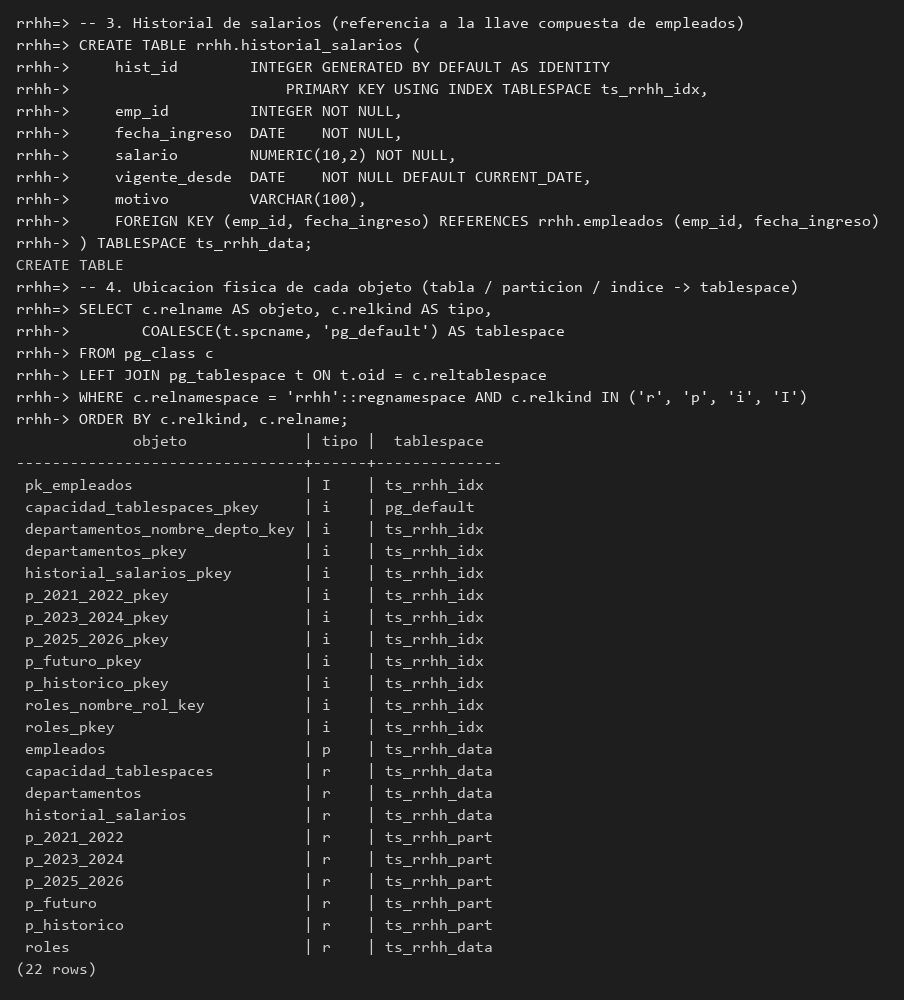 rrhh=> -- 3. Historial de salarios (referencia a la llave compuesta de empleados)
rrhh=> CREATE TABLE rrhh.historial_salarios (
rrhh->     hist_id        INTEGER GENERATED BY DEFAULT AS IDENTITY
rrhh->                        PRIMARY KEY USING INDEX TABLESPACE ts_rrhh_idx,
rrhh->     emp_id         INTEGER NOT NULL,
rrhh->     fecha_ingreso  DATE    NOT NULL,
rrhh->     salario        NUMERIC(10,2) NOT NULL,
rrhh->     vigente_desde  DATE    NOT NULL DEFAULT CURRENT_DATE,
rrhh->     motivo         VARCHAR(100),
rrhh->     FOREIGN KEY (emp_id, fecha_ingreso) REFERENCES rrhh.empleados (emp_id, fecha_ingreso)
rrhh-> ) TABLESPACE ts_rrhh_data;
CREATE TABLE
rrhh=> -- 4. Ubicacion fisica de cada objeto (tabla / particion / indice -> tablespace)
rrhh=> SELECT c.relname AS objeto, c.relkind AS tipo,
rrhh->        COALESCE(t.spcname, 'pg_default') AS tablespace
rrhh-> FROM pg_class c
rrhh-> LEFT JOIN pg_tablespace t ON t.oid = c.reltablespace
rrhh-> WHERE c.relnamespace = 'rrhh'::regnamespace AND c.relkind IN ('r', 'p', 'i', 'I')
rrhh-> ORDER BY c.relkind, c.relname;
             objeto             | tipo |  tablespace
--------------------------------+------+--------------
 pk_empleados                   | I    | ts_rrhh_idx
 capacidad_tablespaces_pkey     | i    | pg_default
 departamentos_nombre_depto_key | i    | ts_rrhh_idx
 departamentos_pkey             | i    | ts_rrhh_idx
 historial_salarios_pkey        | i    | ts_rrhh_idx
 p_2021_2022_pkey               | i    | ts_rrhh_idx
 p_2023_2024_pkey               | i    | ts_rrhh_idx
 p_2025_2026_pkey               | i    | ts_rrhh_idx
 p_futuro_pkey                  | i    | ts_rrhh_idx
 p_historico_pkey               | i    | ts_rrhh_idx
 roles_nombre_rol_key           | i    | ts_rrhh_idx
 roles_pkey                     | i    | ts_rrhh_idx
 empleados                      | p    | ts_rrhh_data
 capacidad_tablespaces          | r    | ts_rrhh_data
 departamentos                  | r    | ts_rrhh_data
 historial_salarios             | r    | ts_rrhh_data
 p_2021_2022                    | r    | ts_rrhh_part
 p_2023_2024                    | r    | ts_rrhh_part
 p_2025_2026                    | r    | ts_rrhh_part
 p_futuro                       | r    | ts_rrhh_part
 p_historico                    | r    | ts_rrhh_part
 roles                          | r    | ts_rrhh_data
(22 rows)